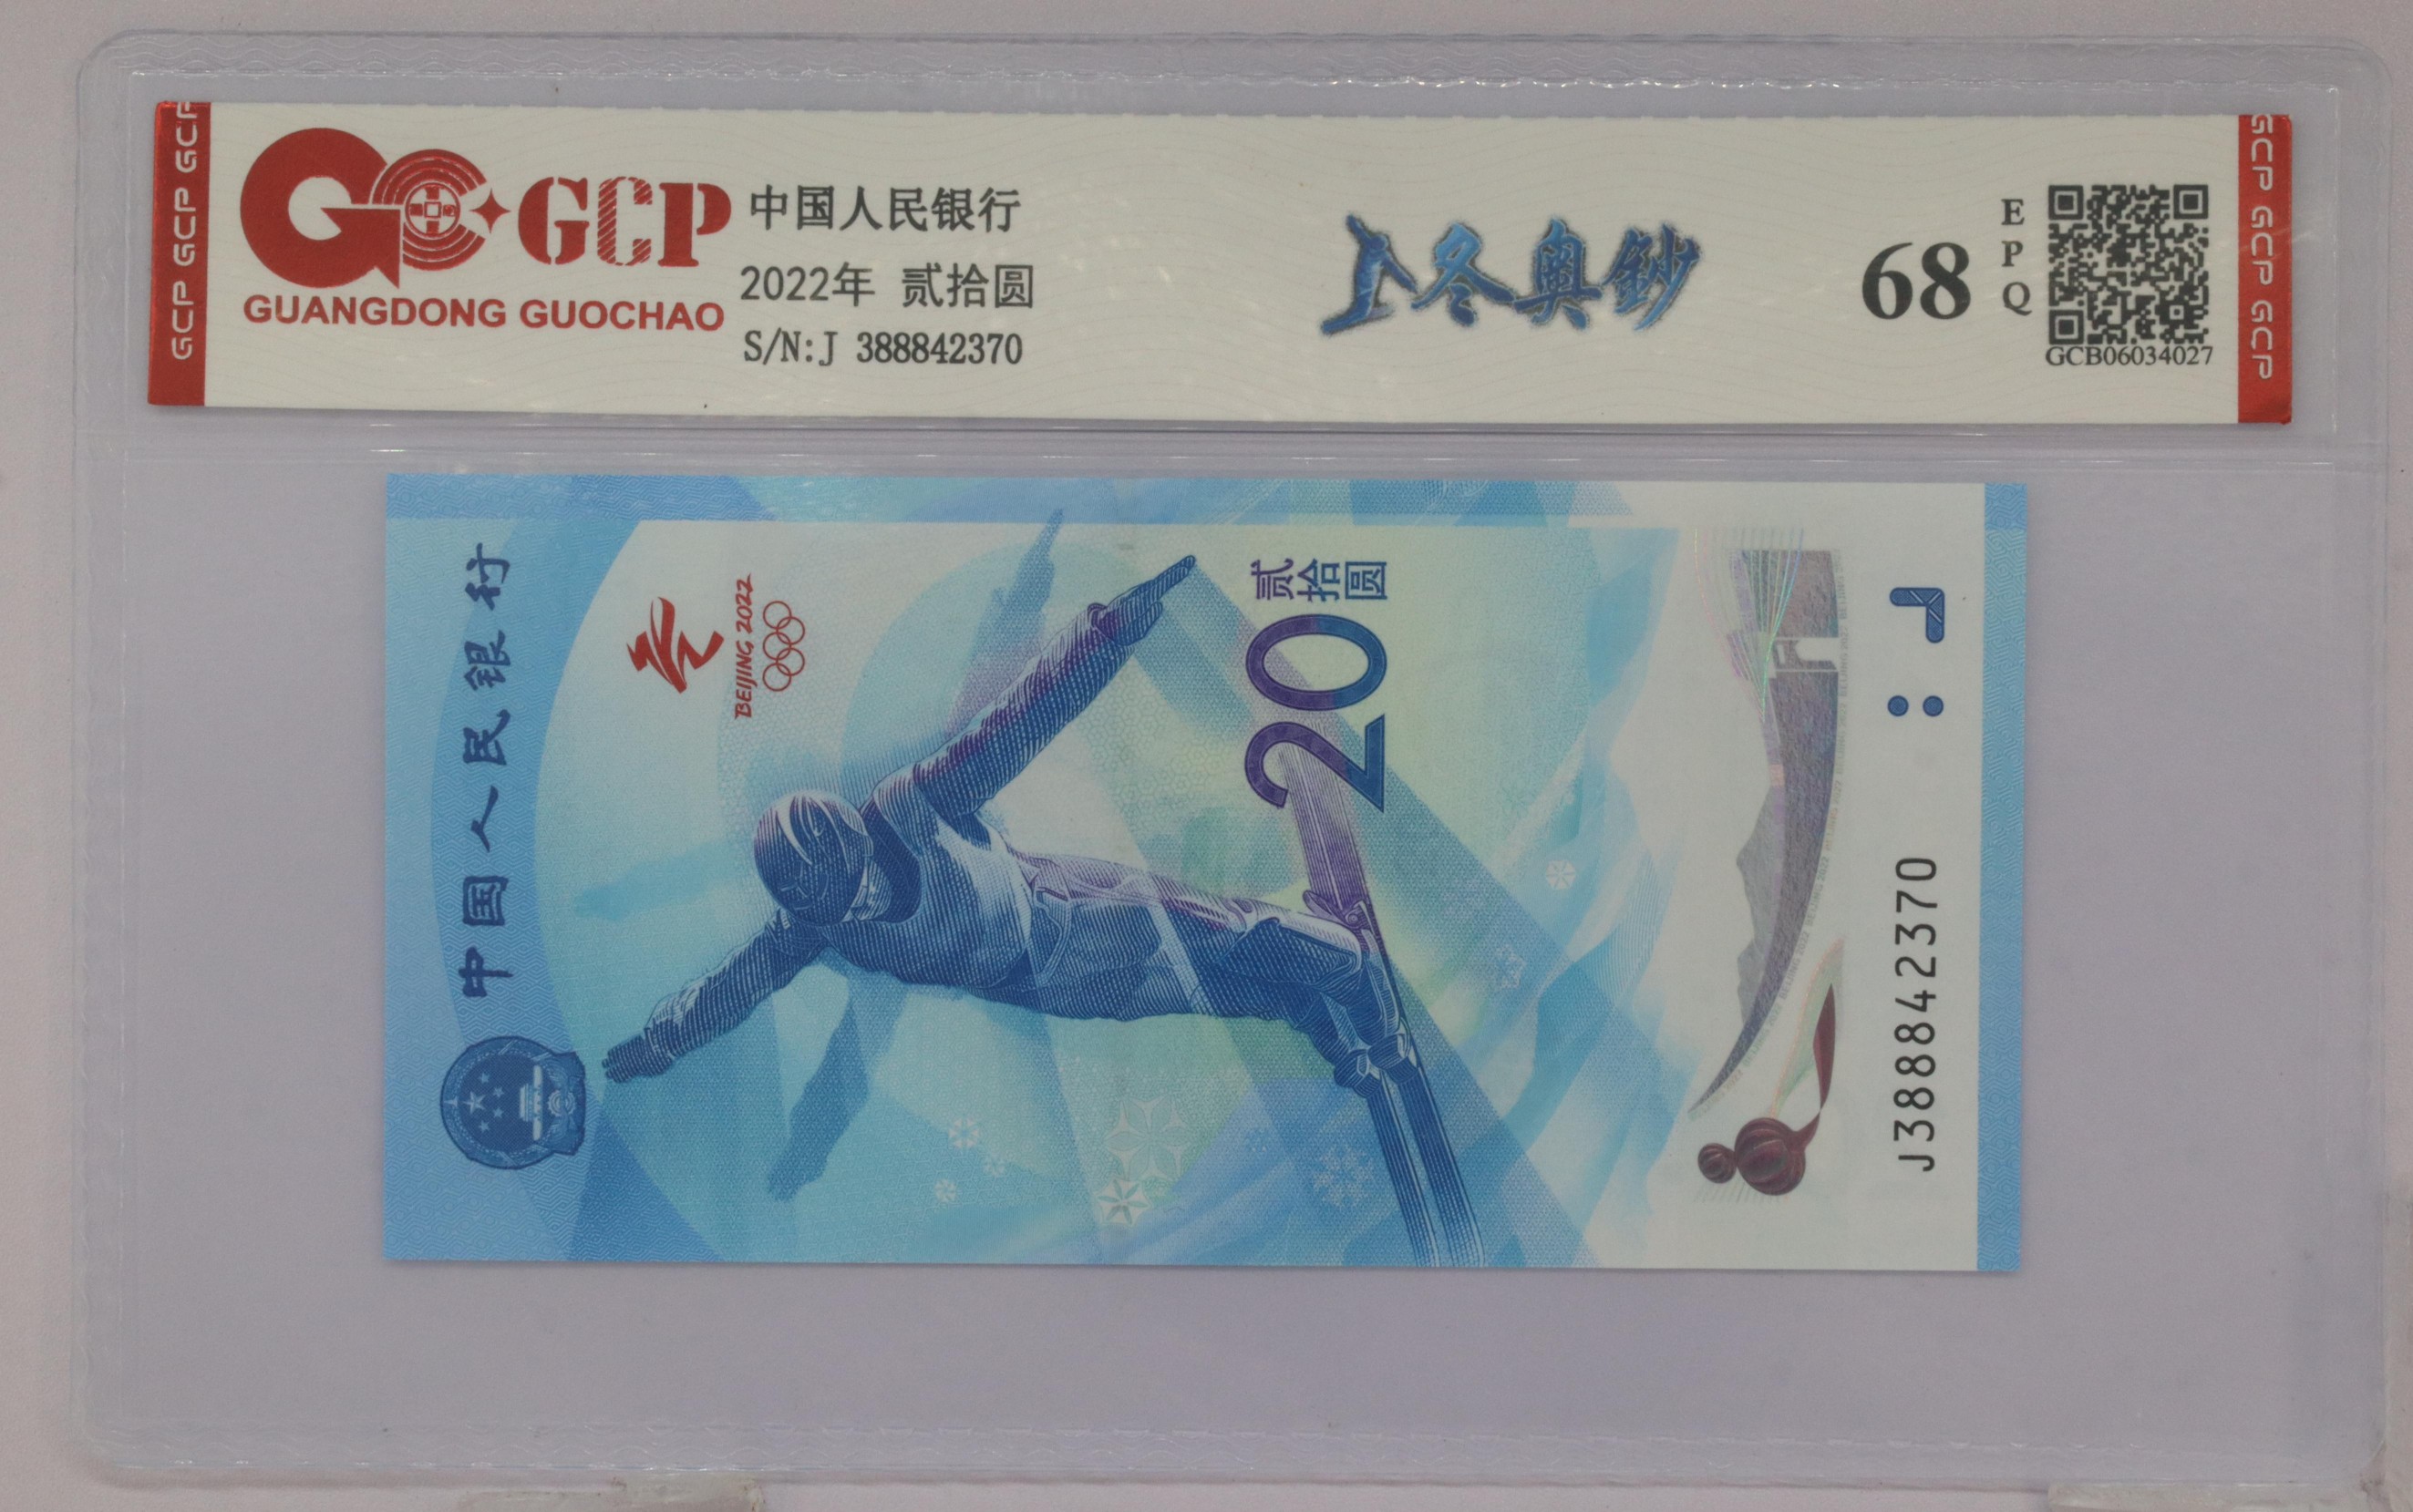 GCP GCP GCP
GCP
GUANGDONG GUOCHAO
中国人民银行
2022年 贰拾圆
S/N:J 388842370
冬奥鈔
68
EPQ
GCB06034027
GCP GCP GCP
中国人民银行
BEIJING 2022
贰拾圆
20
J388842370